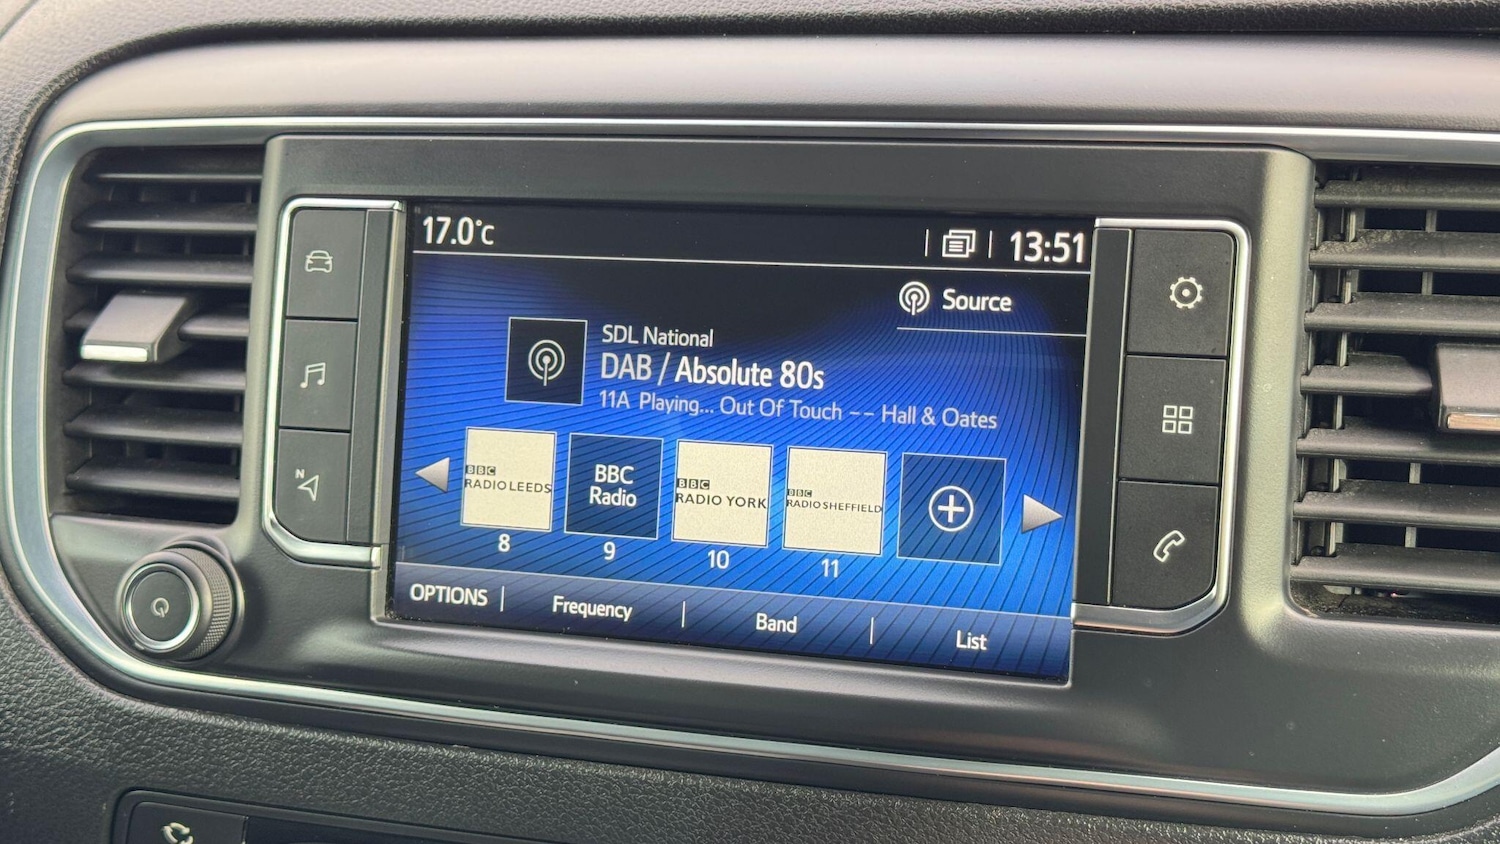 17.0°C
13:51
Source
SDL National
DAB / Absolute 80s
11A Playing... Out Of Touch -- Hall & Oates
BBC
RADIO LEEDS
BBC
Radio
BBC
RADIO YORK
BBC
RADIO SHEFFIELD
8
9
10
11
OPTIONS
Frequency
Band
List
N